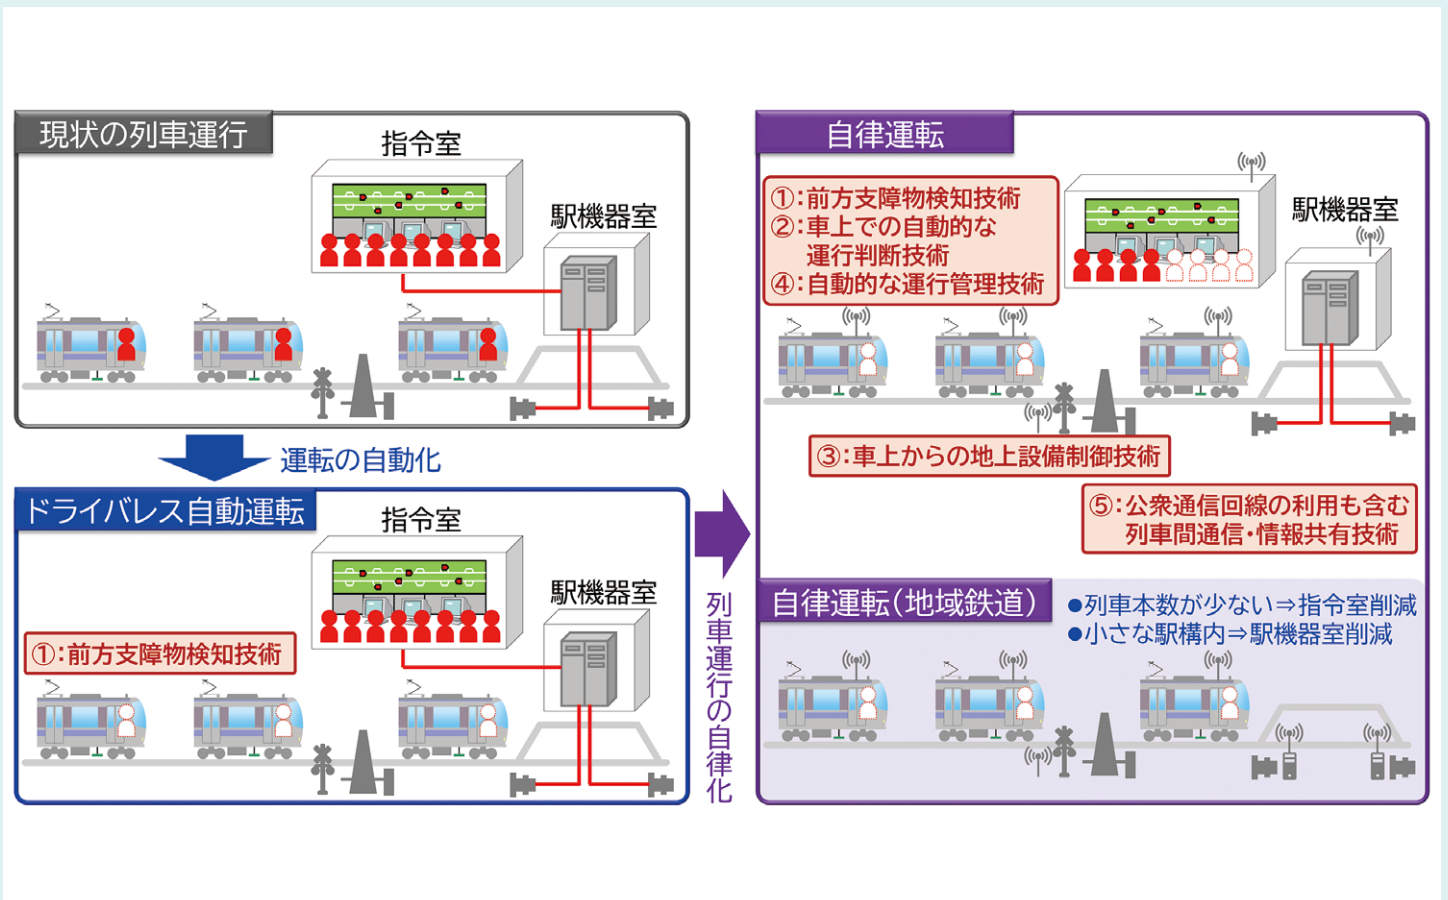 現状の列車運行
指令室
駅機器室
運転の自動化
ドライバレス自動運転
指令室
駅機器室
①:前方支障物検知技術
列車運行の自律化
自律運転
①:前方支障物検知技術
②:車上での自動的な
運行判断技術
④:自動的な運行管理技術
駅機器室
③:車上からの地上設備制御技術
⑤:公衆通信回線の利用も含む
列車間通信・情報共有技術
自律運転(地域鉄道)
●列車本数が少ない⇒指令室削減
●小さな駅構内⇒駅機器室削減